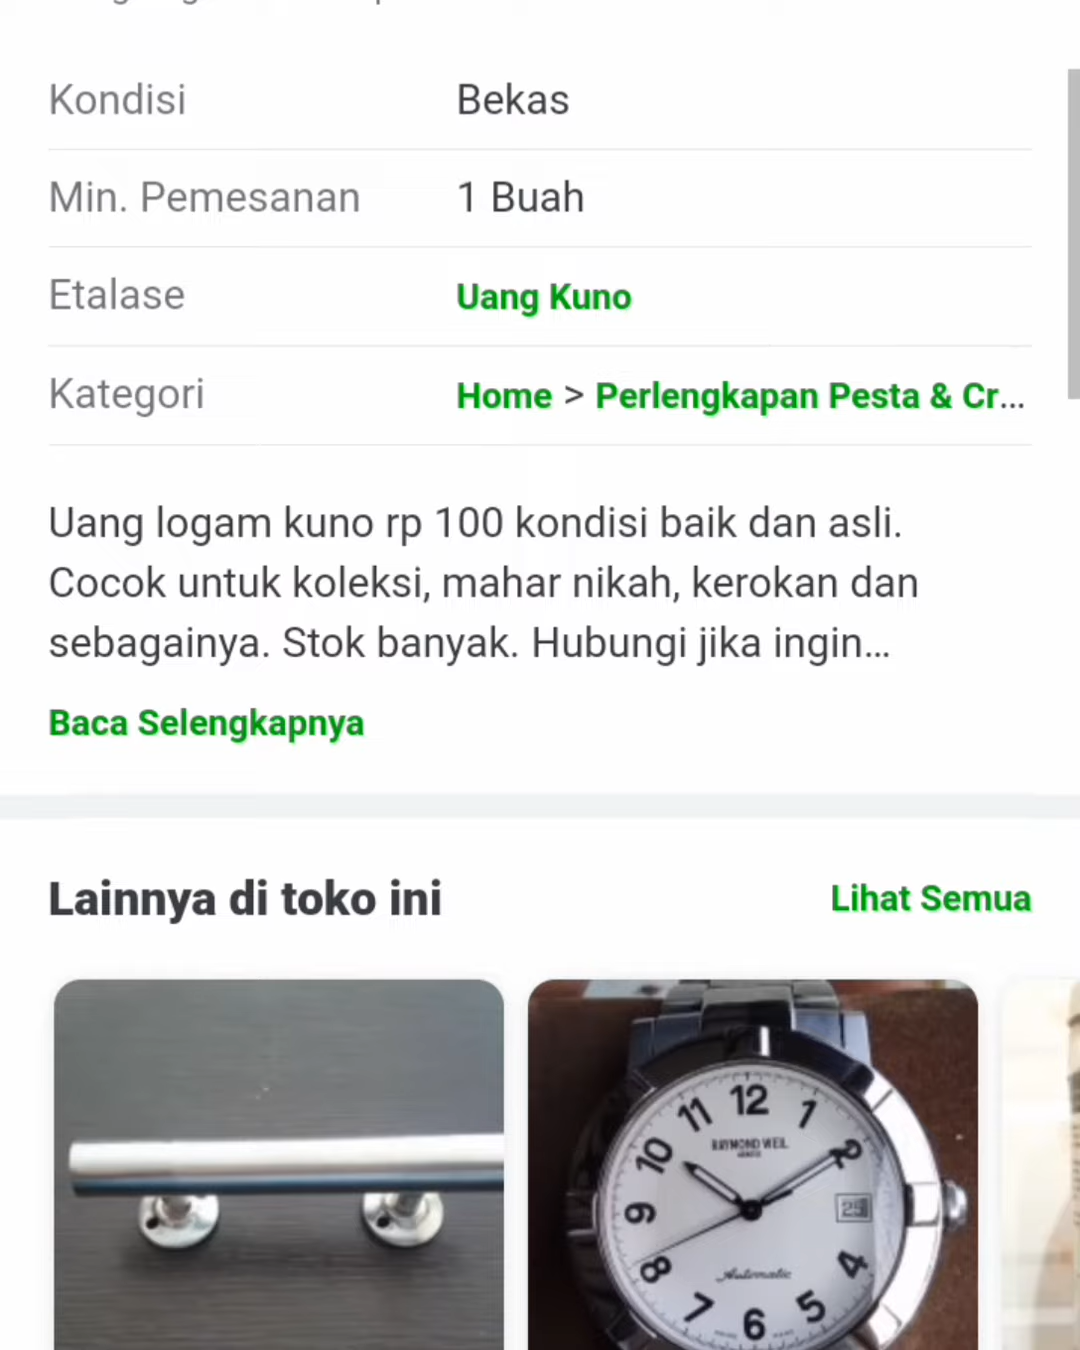 Kondisi Bekas
Min. Pemesanan 1 Buah
Etalase Uang Kuno
Kategori Home > Perlengkapan Pesta & Cr...
Uang logam kuno rp 100 kondisi baik dan asli.
Cocok untuk koleksi, mahar nikah, kerokan dan
sebagainya. Stok banyak. Hubungi jika ingin...
Baca Selengkapnya
Lainnya di toko ini Lihat Semua
11 12 1
10 2
RAYMOND WEIL
9 25
8 4
Automatic
7 6 5